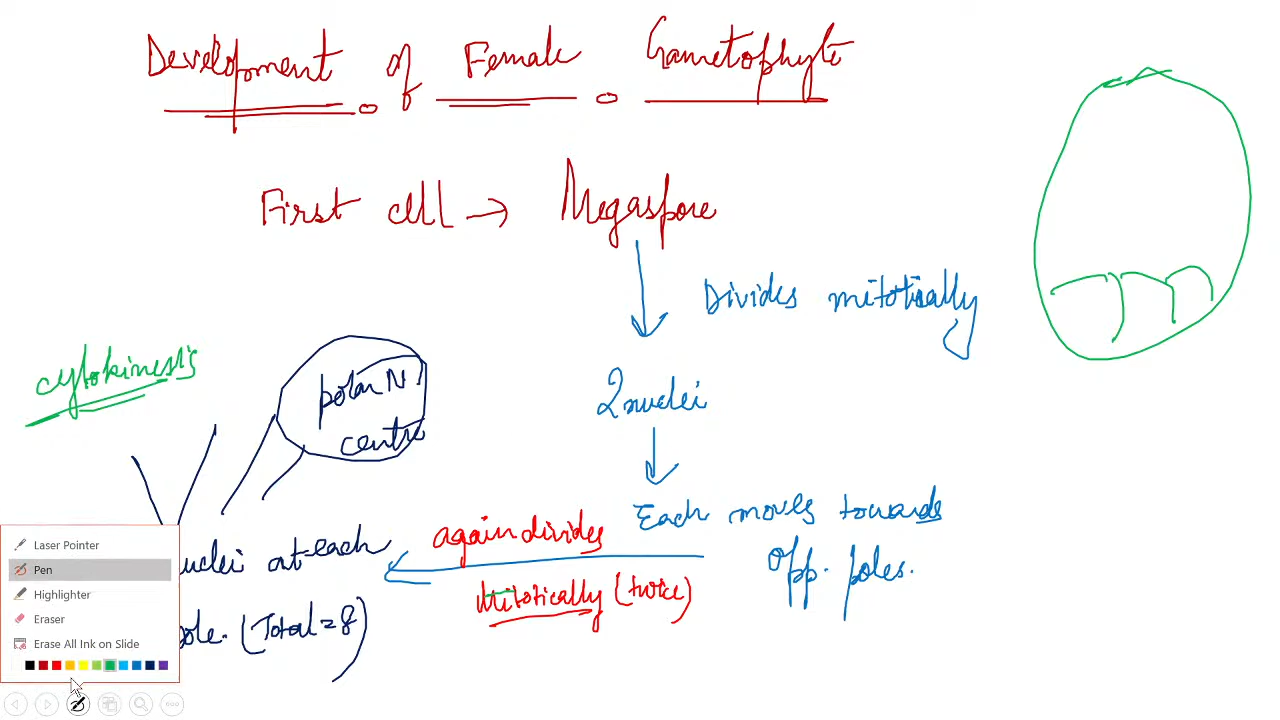 Development of Female Gametophyte
First cell → Megaspore
Divides mitotically
cytokinesis
polar N
centre
2 nuclei
Each moves towards
opp. poles.
again divides
mitotically (twice)
nuclei at each
pole. (Total = 8)
Laser Pointer
Pen
Highlighter
Eraser
Erase All Ink on Slide